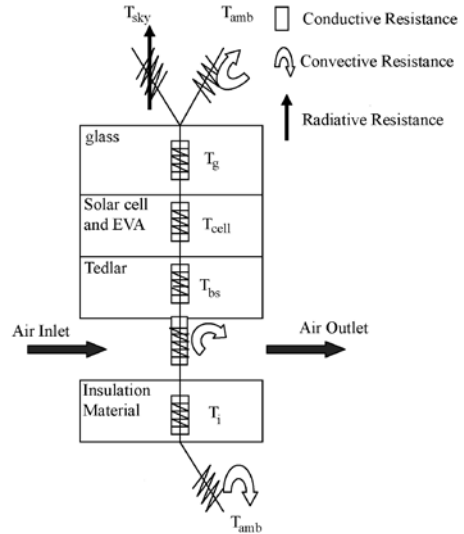 T_sky
T_amb
Conductive Resistance
Convective Resistance
Radiative Resistance
glass
T_g
Solar cell
and EVA
T_cell
Tedlar
T_bs
Air Inlet
Air Outlet
Insulation
Material
T_i
T_amb